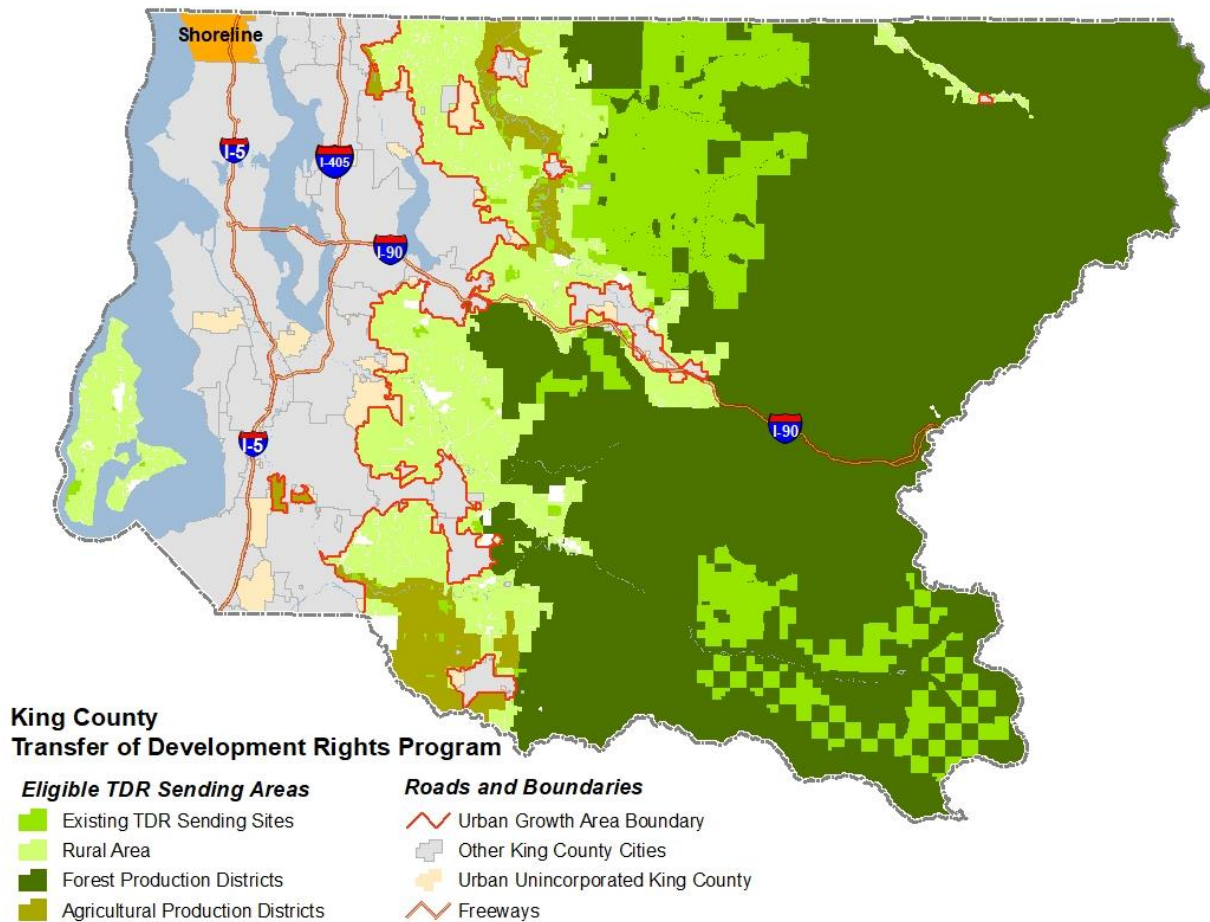 Shoreline
I-5
I-405
I-90
I-5
I-90
King County
Transfer of Development Rights Program
Eligible TDR Sending Areas
Existing TDR Sending Sites
Rural Area
Forest Production Districts
Agricultural Production Districts
Roads and Boundaries
Urban Growth Area Boundary
Other King County Cities
Urban Unincorporated King County
Freeways